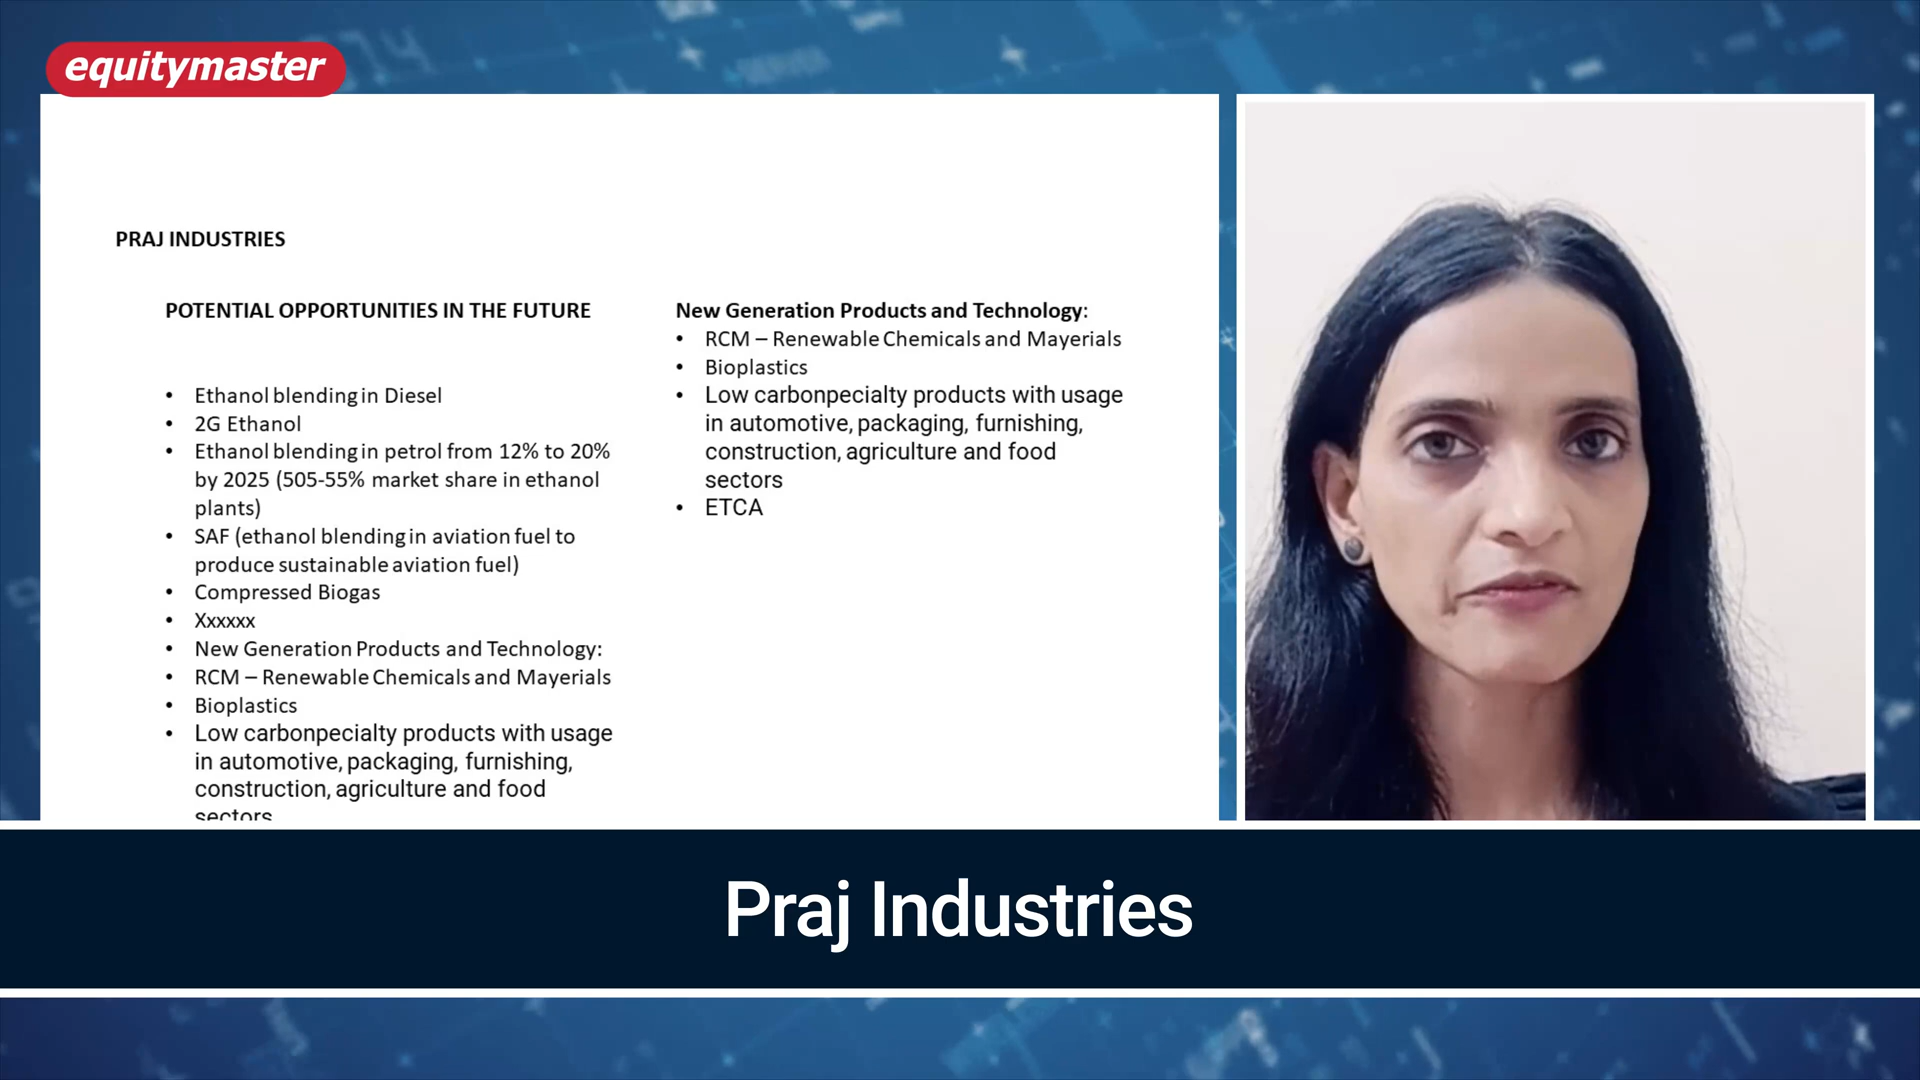 equitymaster
PRAJ INDUSTRIES
POTENTIAL OPPORTUNITIES IN THE FUTURE
• Ethanol blending in Diesel
• 2G Ethanol
• Ethanol blending in petrol from 12% to 20%
by 2025 (505-55% market share in ethanol
plants)
• SAF (ethanol blending in aviation fuel to
produce sustainable aviation fuel)
• Compressed Biogas
• Xxxxxx
• New Generation Products and Technology:
• RCM – Renewable Chemicals and Mayerials
• Bioplastics
• Low carbonpecialty products with usage
in automotive, packaging, furnishing,
construction, agriculture and food
sectors
New Generation Products and Technology:
• RCM – Renewable Chemicals and Mayerials
• Bioplastics
• Low carbonpecialty products with usage
in automotive, packaging, furnishing,
construction, agriculture and food
sectors
• ETCA
Praj Industries